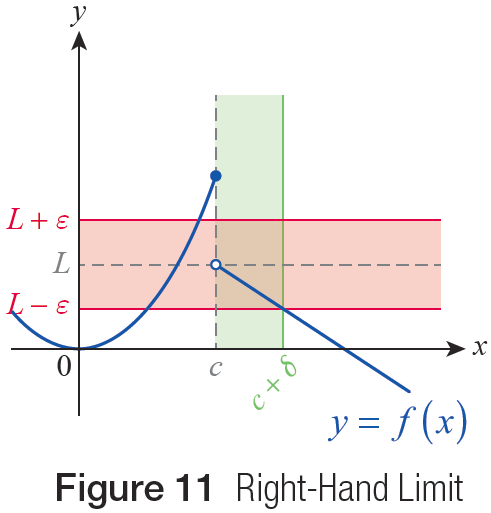 y
L + ε
L
L − ε
x
0
c
c + δ
y = f (x)
Figure 11 Right-Hand Limit